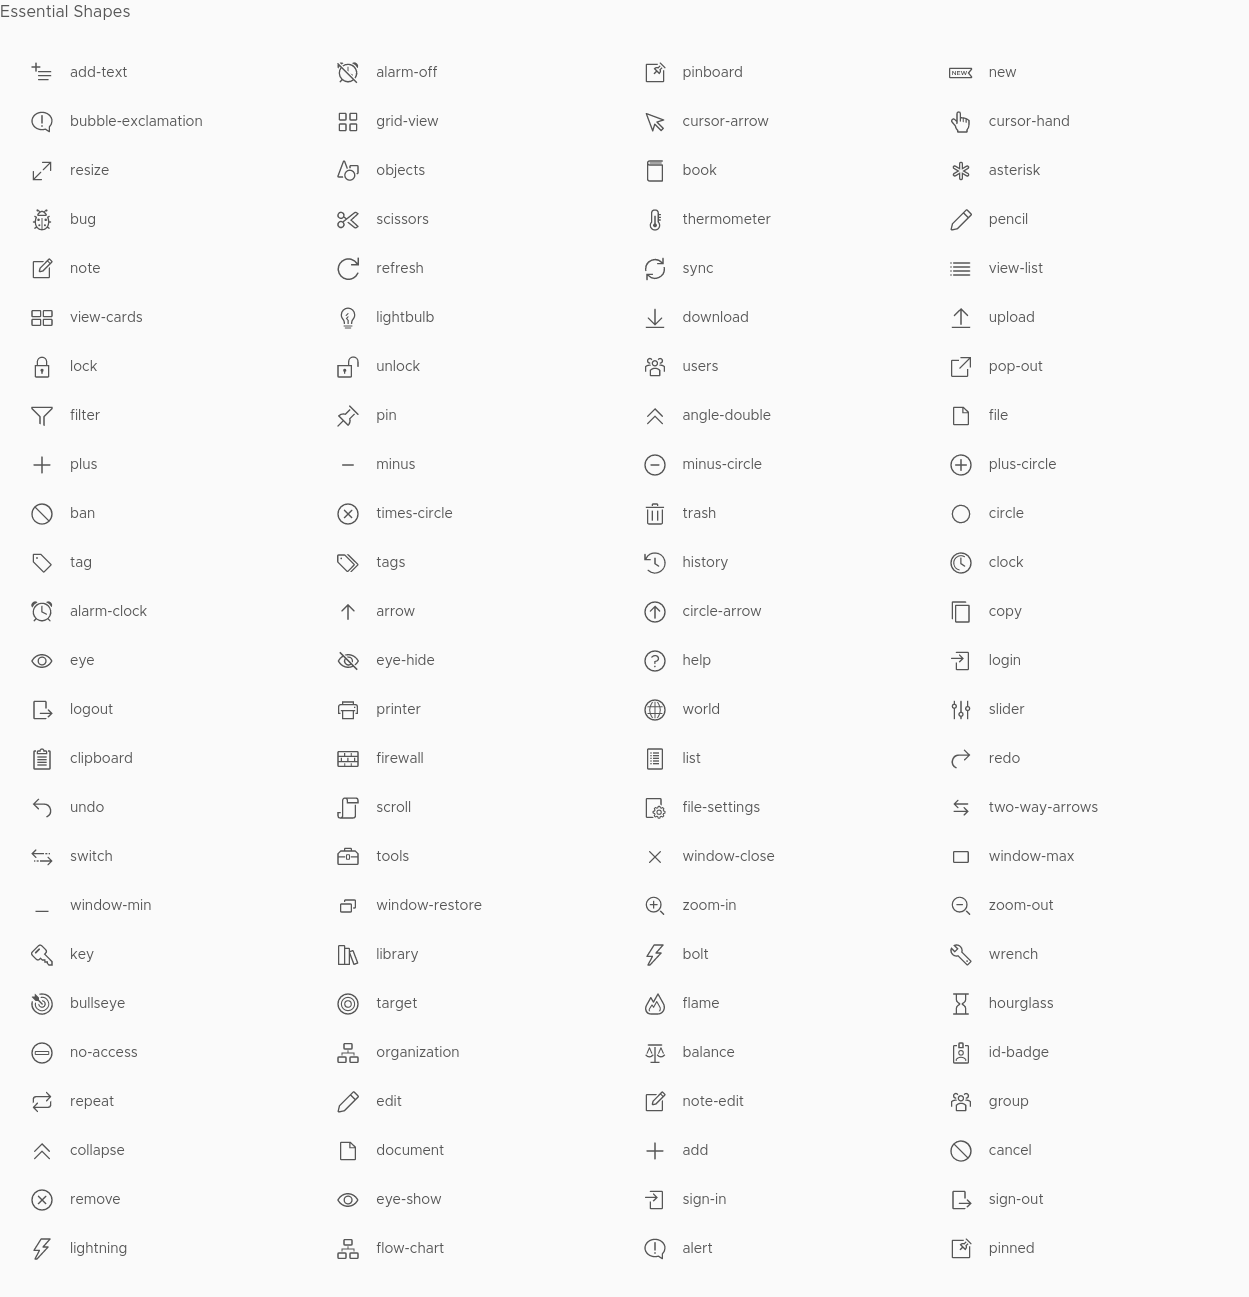 Essential Shapes
add-text alarm-off pinboard NEW new
bubble-exclamation grid-view cursor-arrow cursor-hand
resize objects book asterisk
bug scissors thermometer pencil
note refresh sync view-list
view-cards lightbulb download upload
lock unlock users pop-out
filter pin angle-double file
plus minus minus-circle plus-circle
ban times-circle trash circle
tag tags history clock
alarm-clock arrow circle-arrow copy
eye eye-hide help login
logout printer world slider
clipboard firewall list redo
undo scroll file-settings two-way-arrows
switch tools window-close window-max
window-min window-restore zoom-in zoom-out
key library bolt wrench
bullseye target flame hourglass
no-access organization balance id-badge
repeat edit note-edit group
collapse document add cancel
remove eye-show sign-in sign-out
lightning flow-chart alert pinned